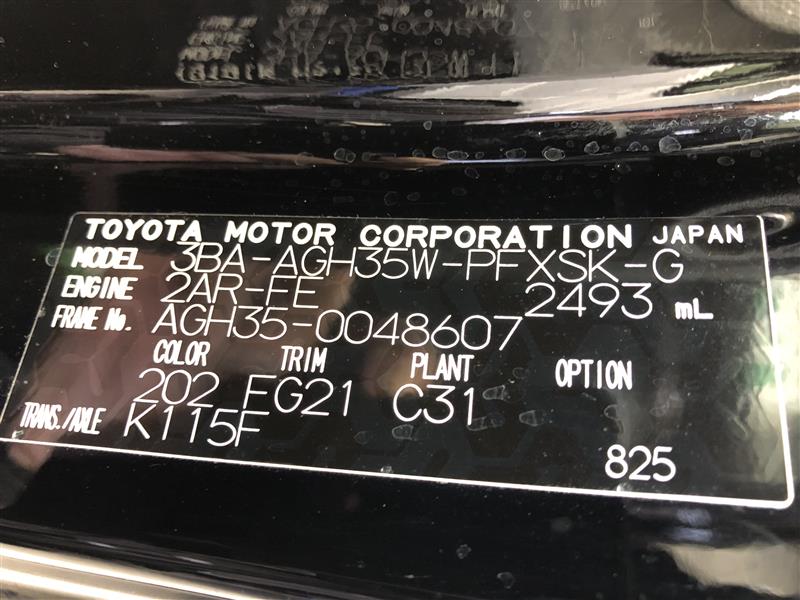 TOYOTA MOTOR CORPORATION JAPAN
MODEL 3BA-AGH35W-PFXSK-G
ENGINE 2AR-FE 2493 mL
FRAME No. AGH35-0048607
COLOR TRIM PLANT OPTION
202 FG21 C31
TRANS./AXLE K115F
825